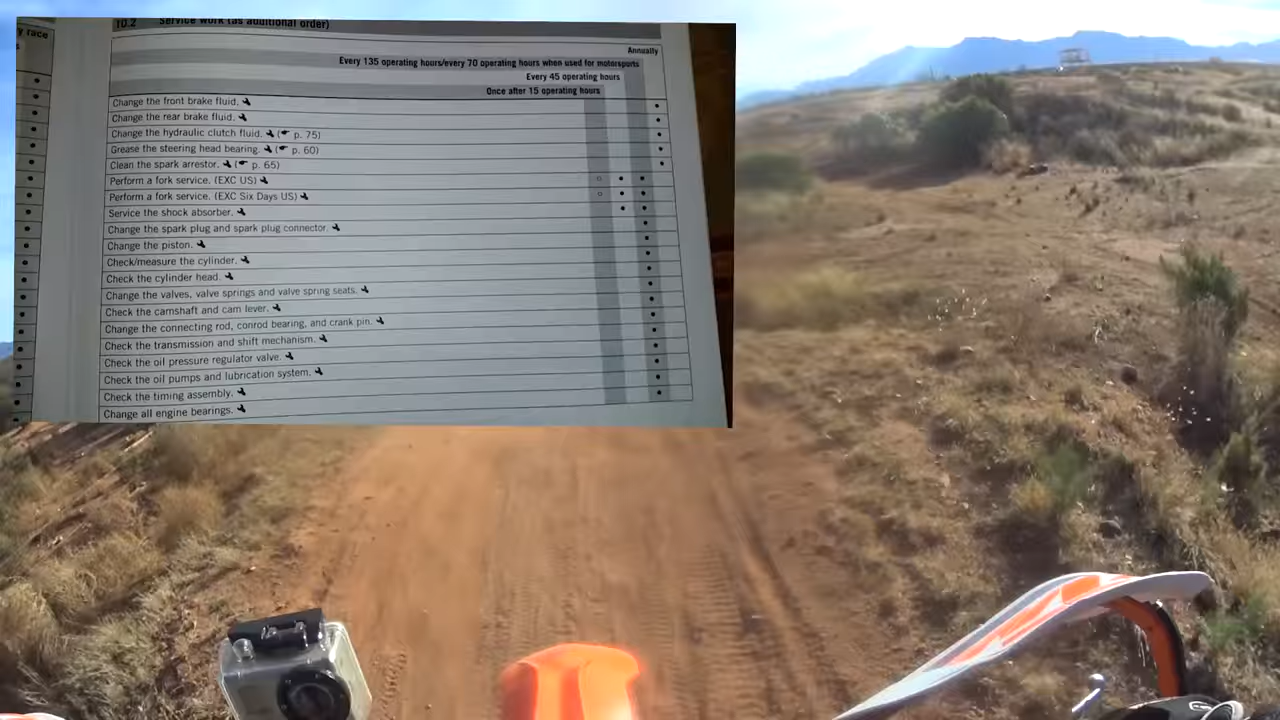 y race
s
10.2 Service work (as additional order)
Annually
Every 135 operating hours/every 70 operating hours when used for motorsports
Every 45 operating hours
Once after 15 operating hours
Change the front brake fluid.
Change the rear brake fluid.
Change the hydraulic clutch fluid. (☛ p. 75)
Grease the steering head bearing. (☛ p. 60)
Clean the spark arrestor. (☛ p. 65)
Perform a fork service. (EXC US)
Perform a fork service. (EXC Six Days US)
Service the shock absorber.
Change the spark plug and spark plug connector.
Change the piston.
Check/measure the cylinder.
Check the cylinder head.
Change the valves, valve springs and valve spring seats.
Check the camshaft and cam lever.
Change the connecting rod, conrod bearing, and crank pin.
Check the transmission and shift mechanism.
Check the oil pressure regulator valve.
Check the oil pumps and lubrication system.
Check the timing assembly.
Change all engine bearings.